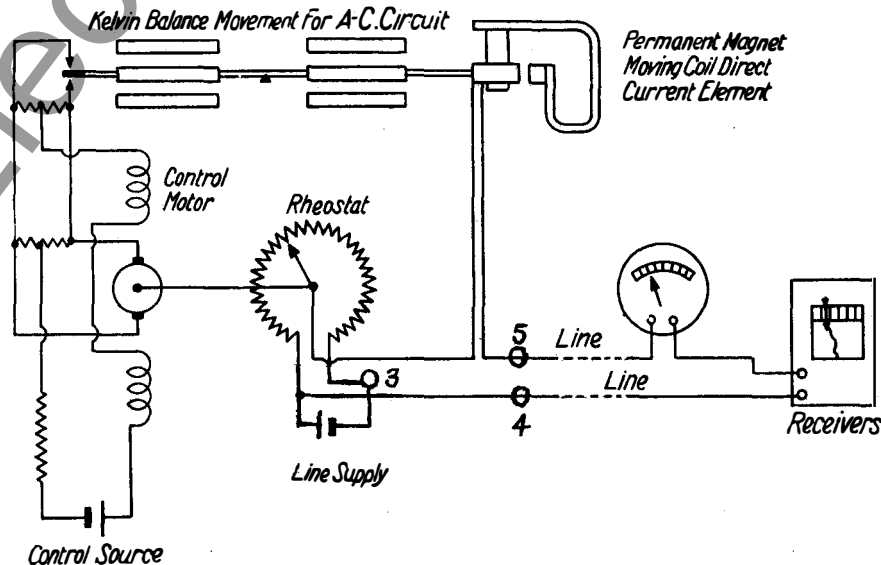 Kelvin Balance Movement For A-C. Circuit
Permanent Magnet
Moving Coil Direct
Current Element
Control
Motor
Rheostat
5
Line
3
Line
4
Receivers
Line Supply
Control Source